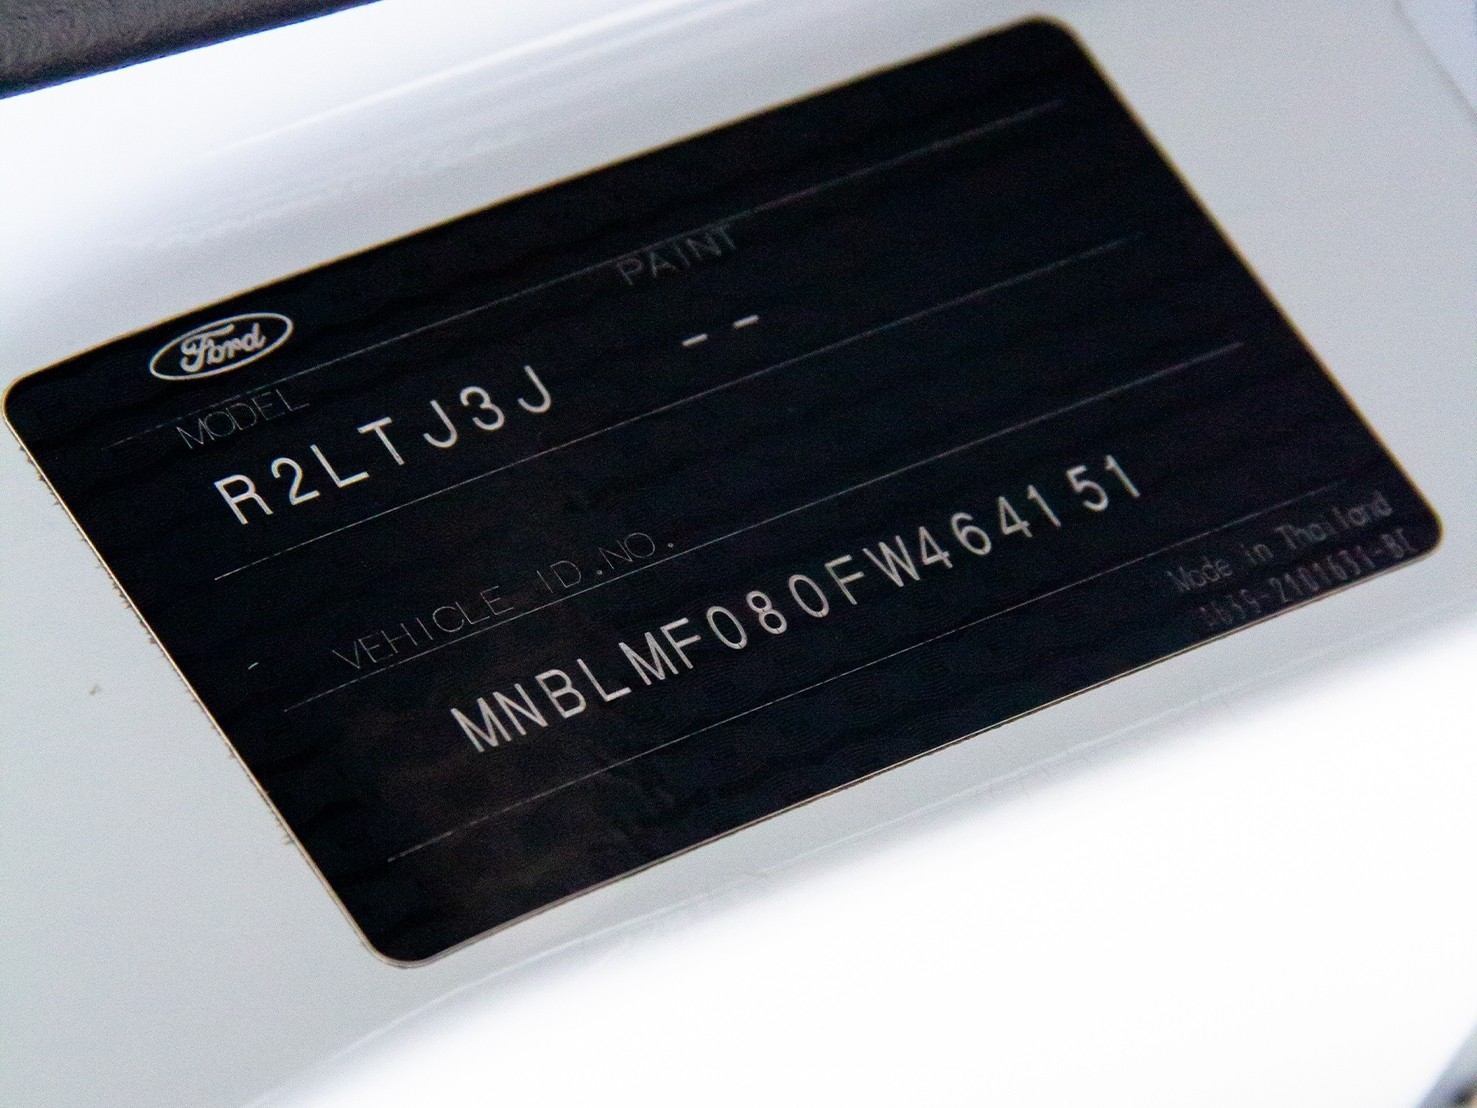 Ford
MODEL PAINT
R2LTJ3J --
VEHICLE ID.NO.
MNBLMF080FW464151
Made in Thailand